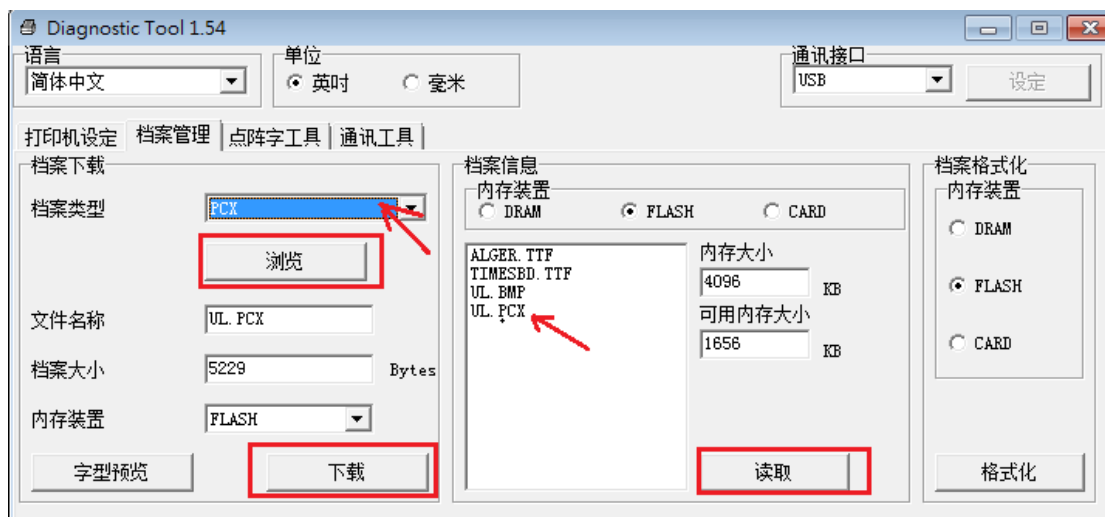 Diagnostic Tool 1.54
语言
简体中文
单位
英吋
毫米
通讯接口
USB
设定
打印机设定
档案管理
点阵字工具
通讯工具
档案下载
档案类型
PCX
浏览
文件名称
UL.PCX
档案大小
5229
Bytes
内存装置
FLASH
字型预览
下载
档案信息
内存装置
DRAM
FLASH
CARD
ALGER.TTF
TIMESBD.TTF
UL.BMP
UL.PCX
内存大小
4096
KB
可用内存大小
1656
KB
读取
档案格式化
内存装置
DRAM
FLASH
CARD
格式化